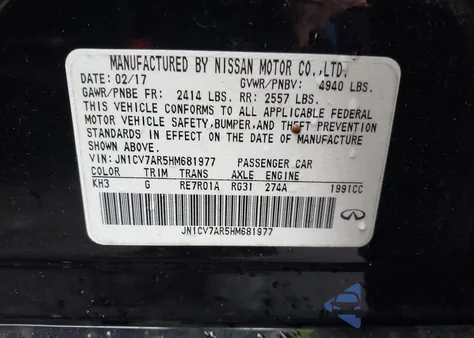 MANUFACTURED BY NISSAN MOTOR CO.,LTD.
DATE: 02/17 GVWR/PNBV: 4940 LBS.
GAWR/PNBE FR: 2414 LBS. RR: 2557 LBS.
THIS VEHICLE CONFORMS TO ALL APPLICABLE FEDERAL
MOTOR VEHICLE SAFETY,BUMPER,AND THEFT PREVENTION
STANDARDS IN EFFECT ON THE DATE OF MANUFACTURE
SHOWN ABOVE.
VIN: JN1CV7AR5HM681977 PASSENGER CAR
COLOR TRIM TRANS AXLE ENGINE
KH3 G RE7R01A RG31 274A 1991CC
JN1CV7AR5HM681977